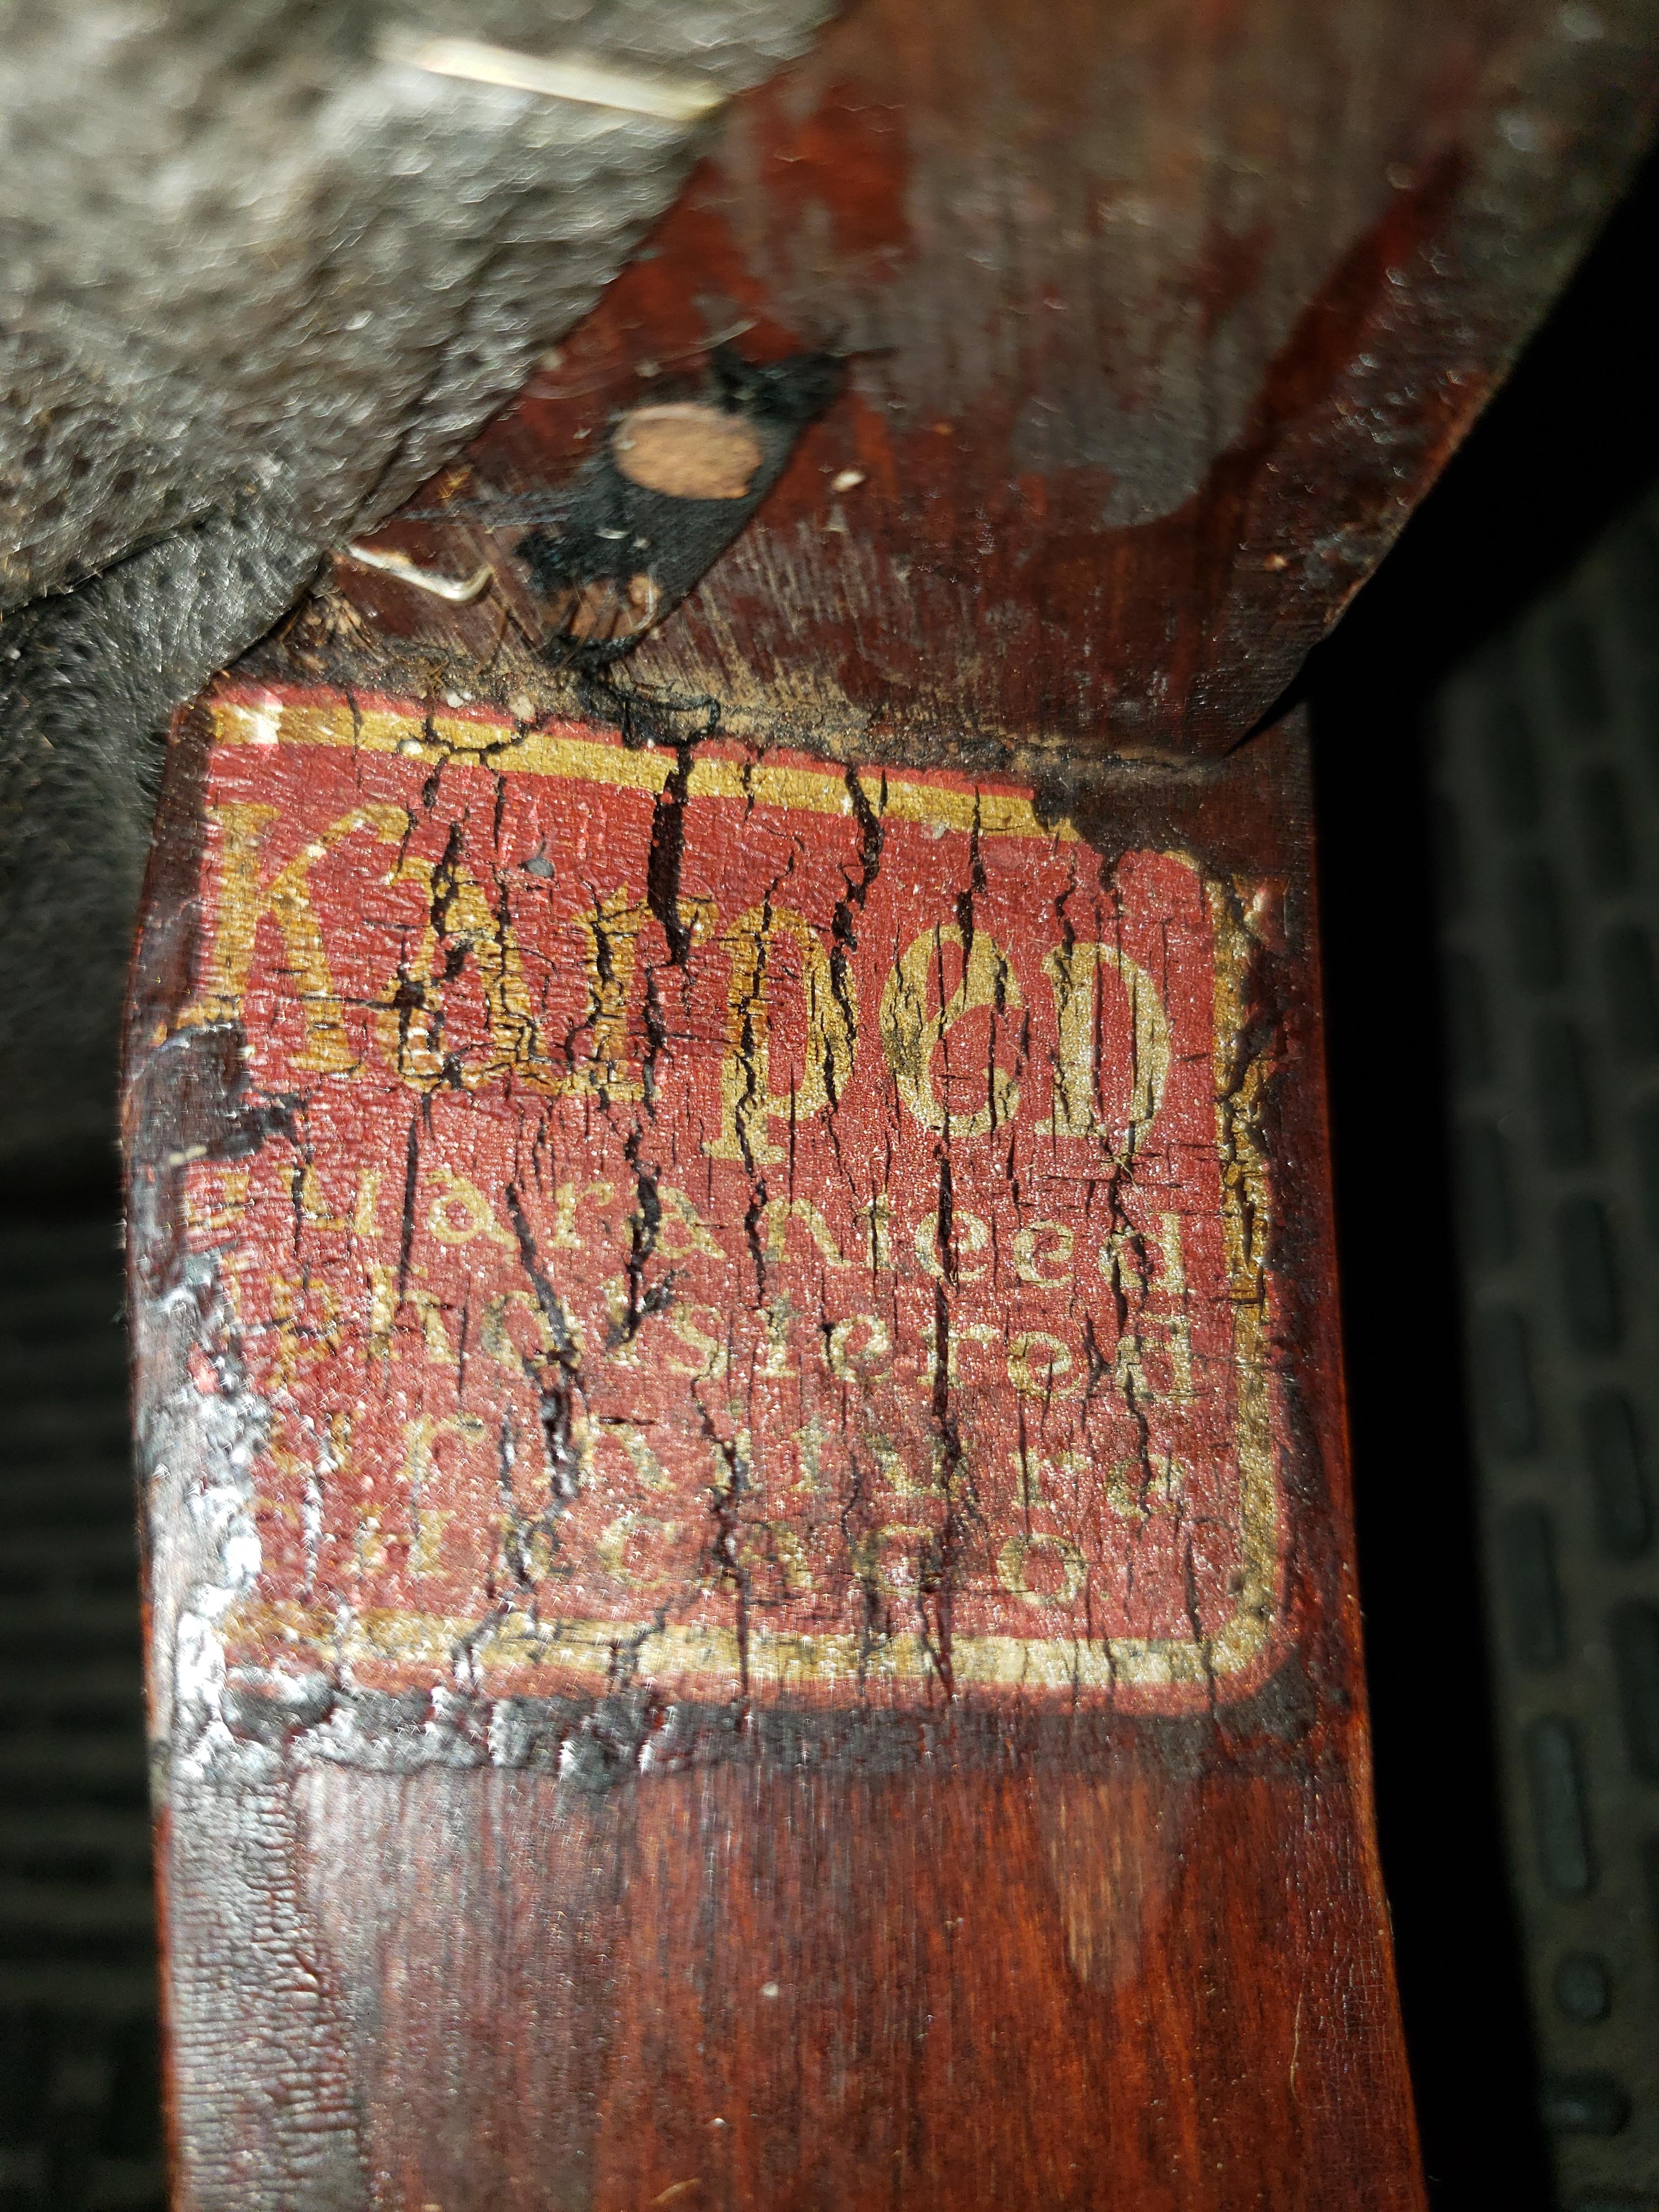 Karpen
Guaranteed
Upholstered
Furniture
Chicago.